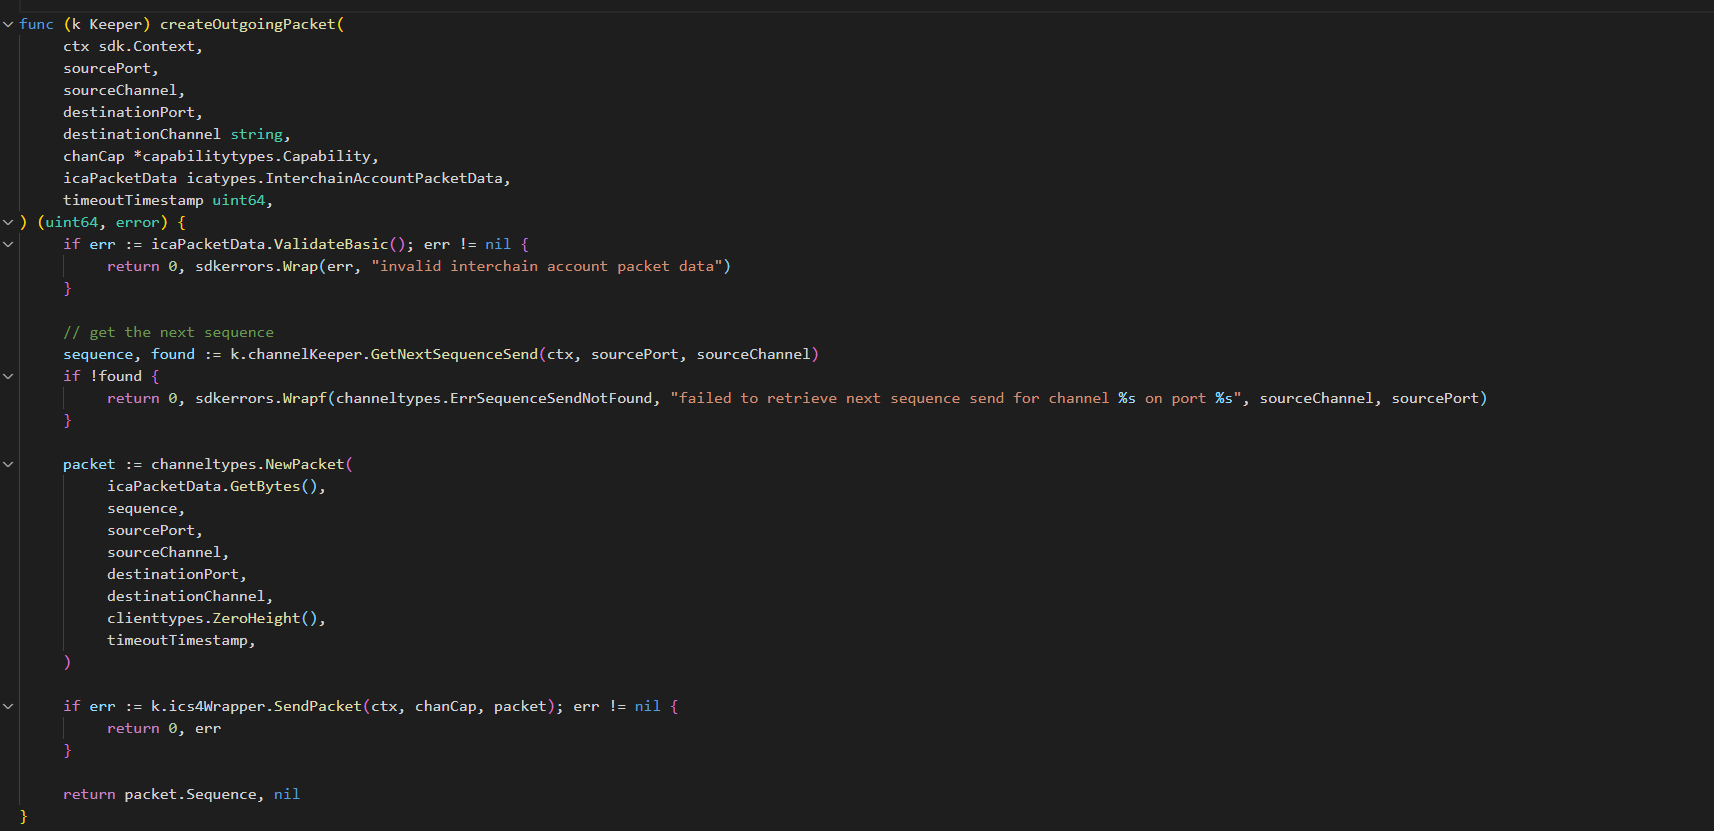 func (k Keeper) createOutgoingPacket(
ctx sdk.Context,
sourcePort,
sourceChannel,
destinationPort,
destinationChannel string,
chanCap *capabilitytypes.Capability,
icaPacketData icatypes.InterchainAccountPacketData,
timeoutTimestamp uint64,
) (uint64, error) {
if err := icaPacketData.ValidateBasic(); err != nil {
return 0, sdkerrors.Wrap(err, "invalid interchain account packet data")
}
// get the next sequence
sequence, found := k.channelKeeper.GetNextSequenceSend(ctx, sourcePort, sourceChannel)
if !found {
return 0, sdkerrors.Wrapf(channeltypes.ErrSequenceSendNotFound, "failed to retrieve next sequence send for channel %s on port %s", sourceChannel, sourcePort)
}
packet := channeltypes.NewPacket(
icaPacketData.GetBytes(),
sequence,
sourcePort,
sourceChannel,
destinationPort,
destinationChannel,
clienttypes.ZeroHeight(),
timeoutTimestamp,
)
if err := k.ics4Wrapper.SendPacket(ctx, chanCap, packet); err != nil {
return 0, err
}
return packet.Sequence, nil
}